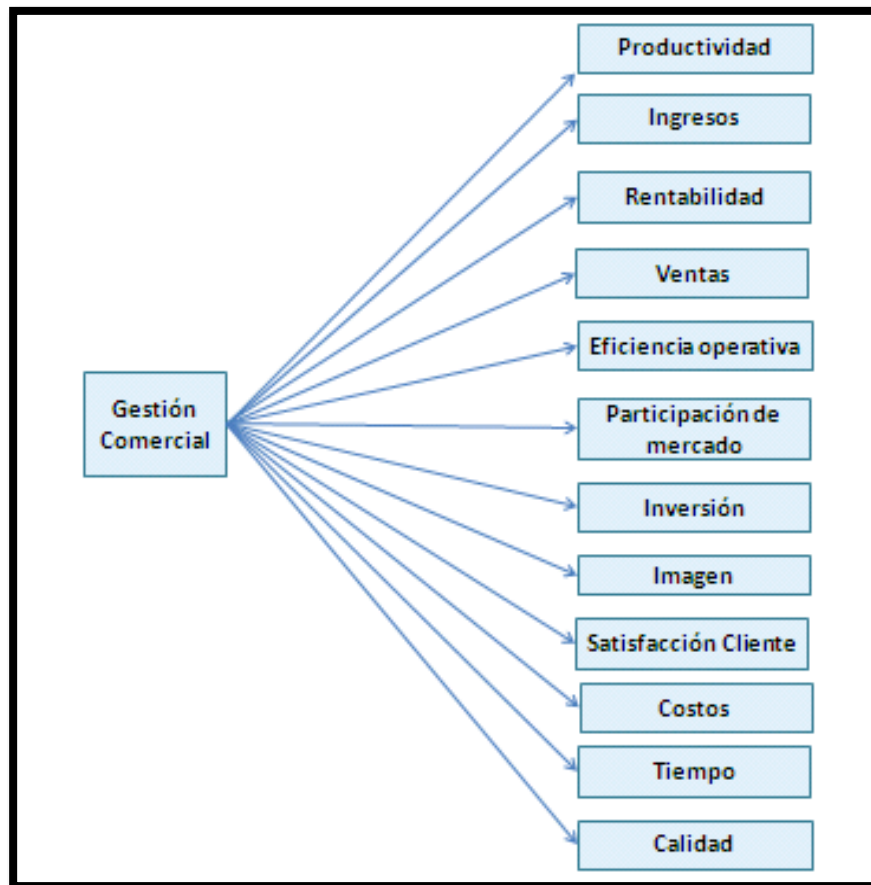 Productividad
Ingresos
Rentabilidad
Ventas
Eficiencia operativa
Gestión
Comercial
Participación de
mercado
Inversión
Imagen
Satisfacción Cliente
Costos
Tiempo
Calidad